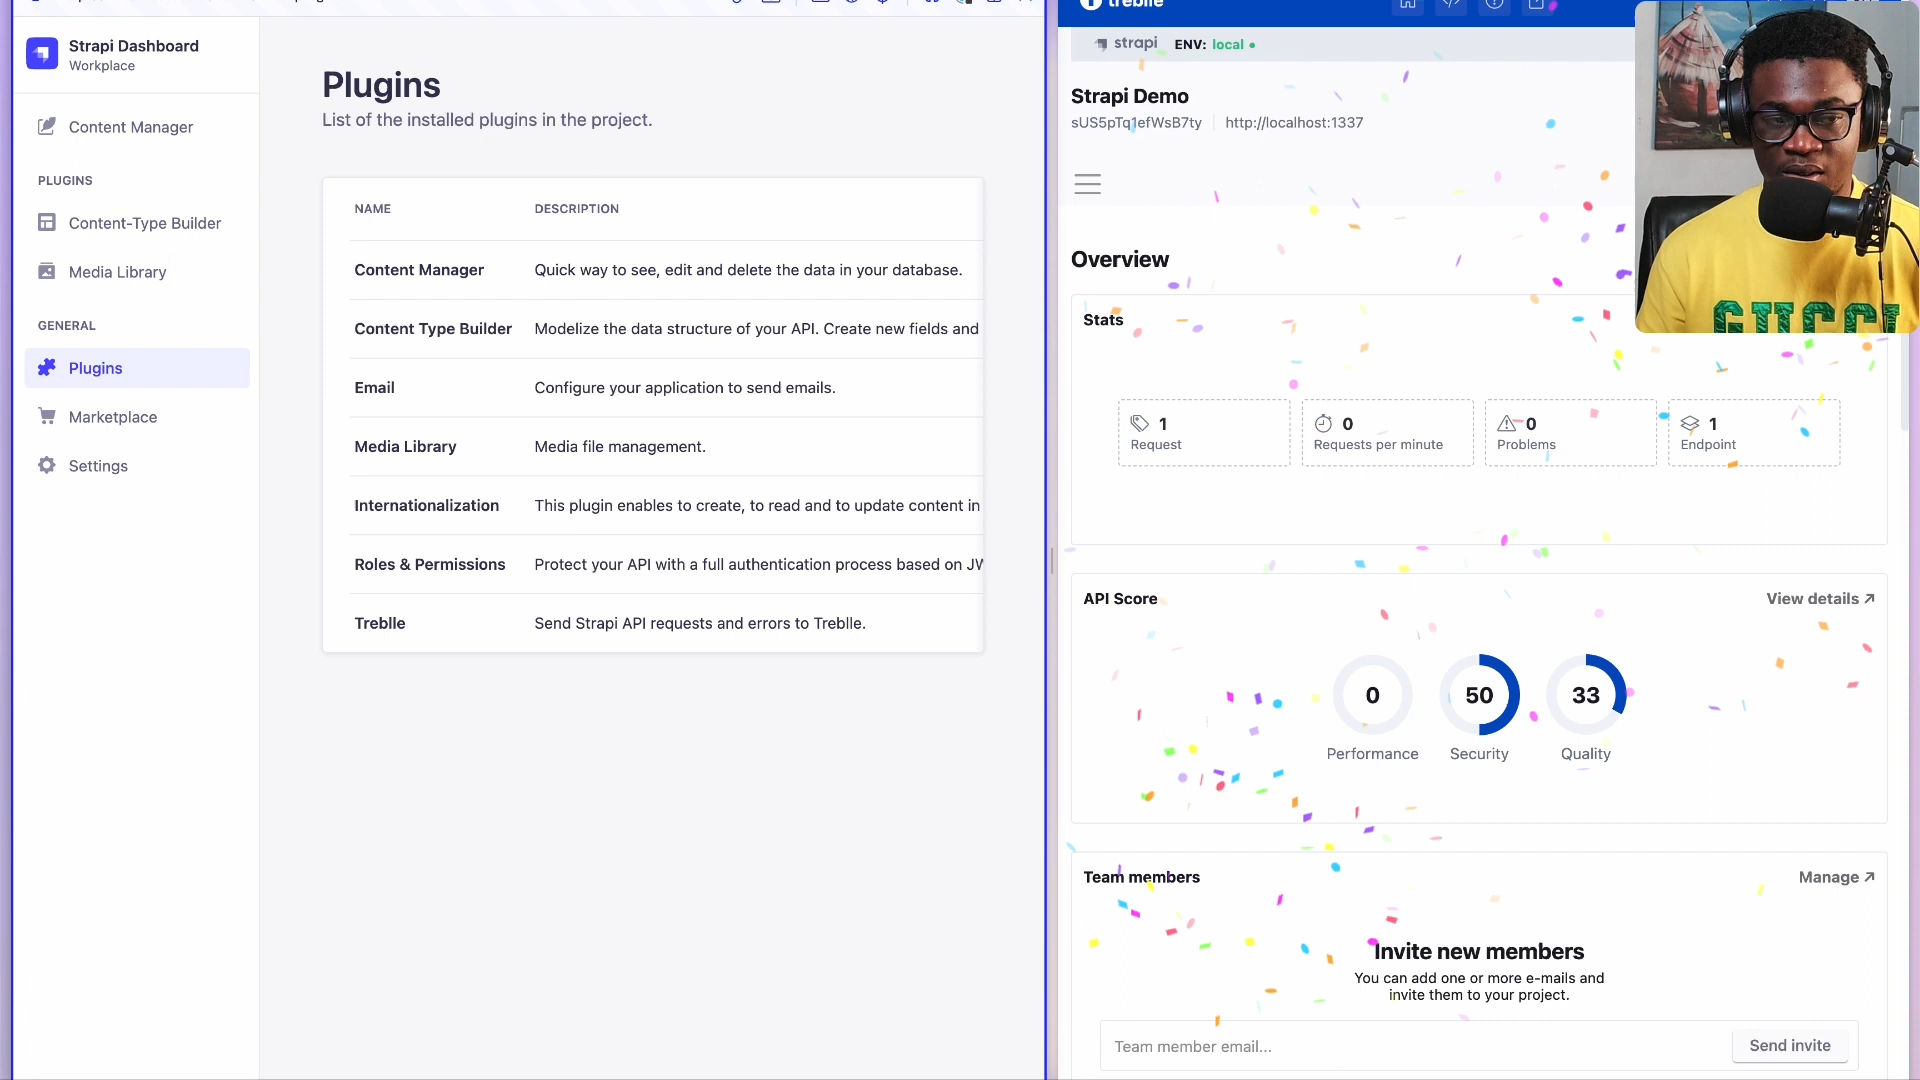 Strapi Dashboard
Workplace
Content Manager
PLUGINS
Content-Type Builder
Media Library
GENERAL
Plugins
Marketplace
Settings
Plugins
List of the installed plugins in the project.
NAME DESCRIPTION
Content Manager Quick way to see, edit and delete the data in your database.
Content Type Builder Modelize the data structure of your API. Create new fields and
Email Configure your application to send emails.
Media Library Media file management.
Internationalization This plugin enables to create, to read and to update content in
Roles & Permissions Protect your API with a full authentication process based on JW
Treblle Send Strapi API requests and errors to Treblle.
treblle
strapi ENV: local
Strapi Demo
sUS5pTq1efWsB7ty http://localhost:1337
Overview
Stats
1 Request
0 Requests per minute
0 Problems
1 Endpoint
API Score View details
0 50 33
Performance Security Quality
Team members Manage
Invite new members
You can add one or more e-mails and
invite them to your project.
Team member email... Send invite
GUCCI